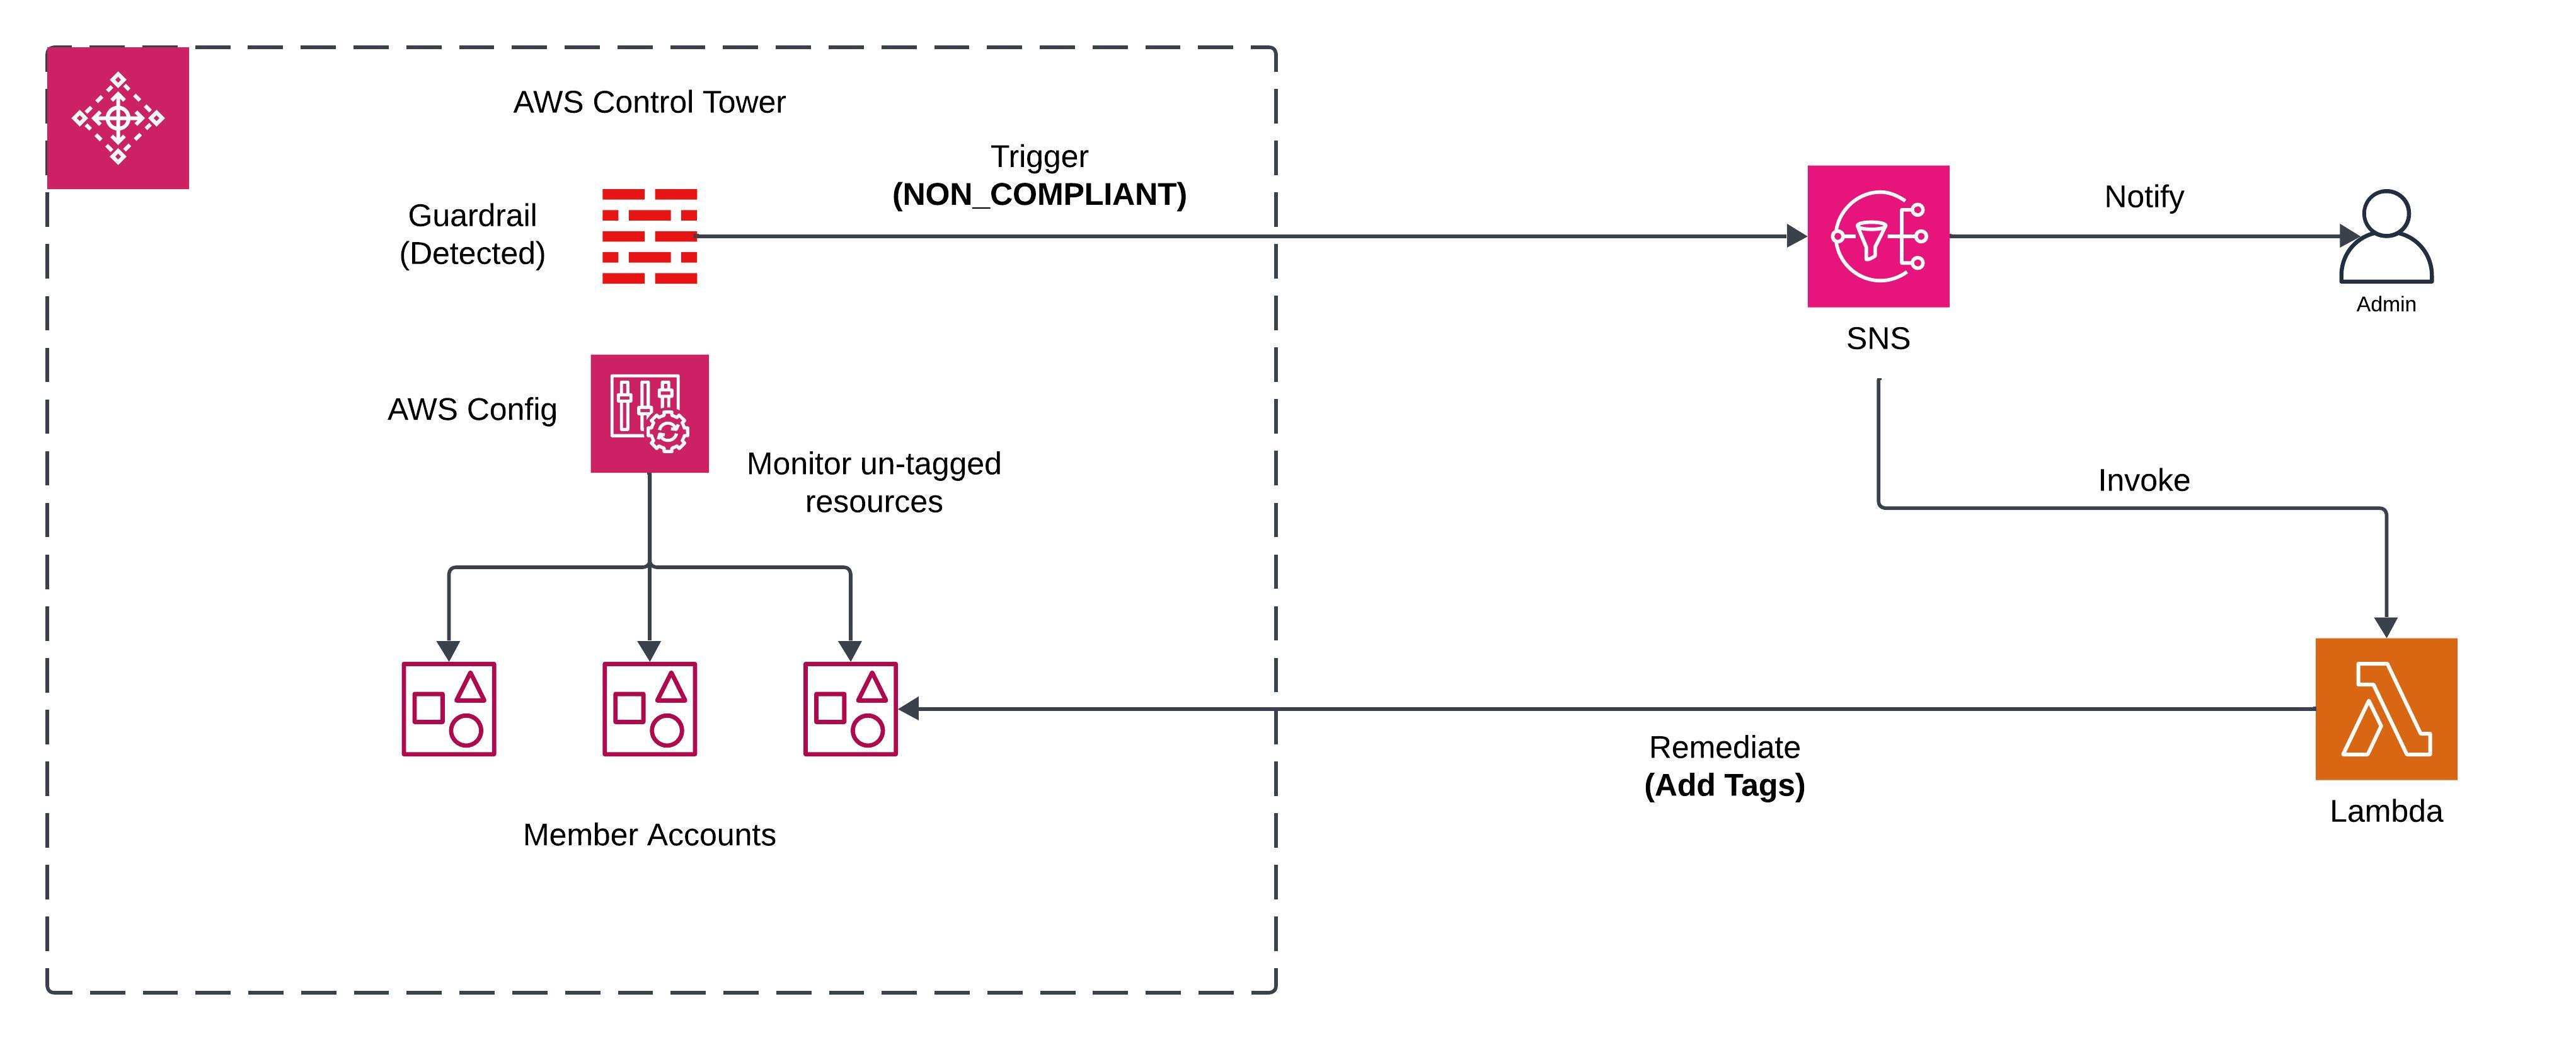 AWS Control Tower
Trigger
(NON_COMPLIANT)
Guardrail
(Detected)
Notify
Admin
SNS
AWS Config
Monitor un-tagged
resources
Invoke
Remediate
(Add Tags)
Lambda
Member Accounts